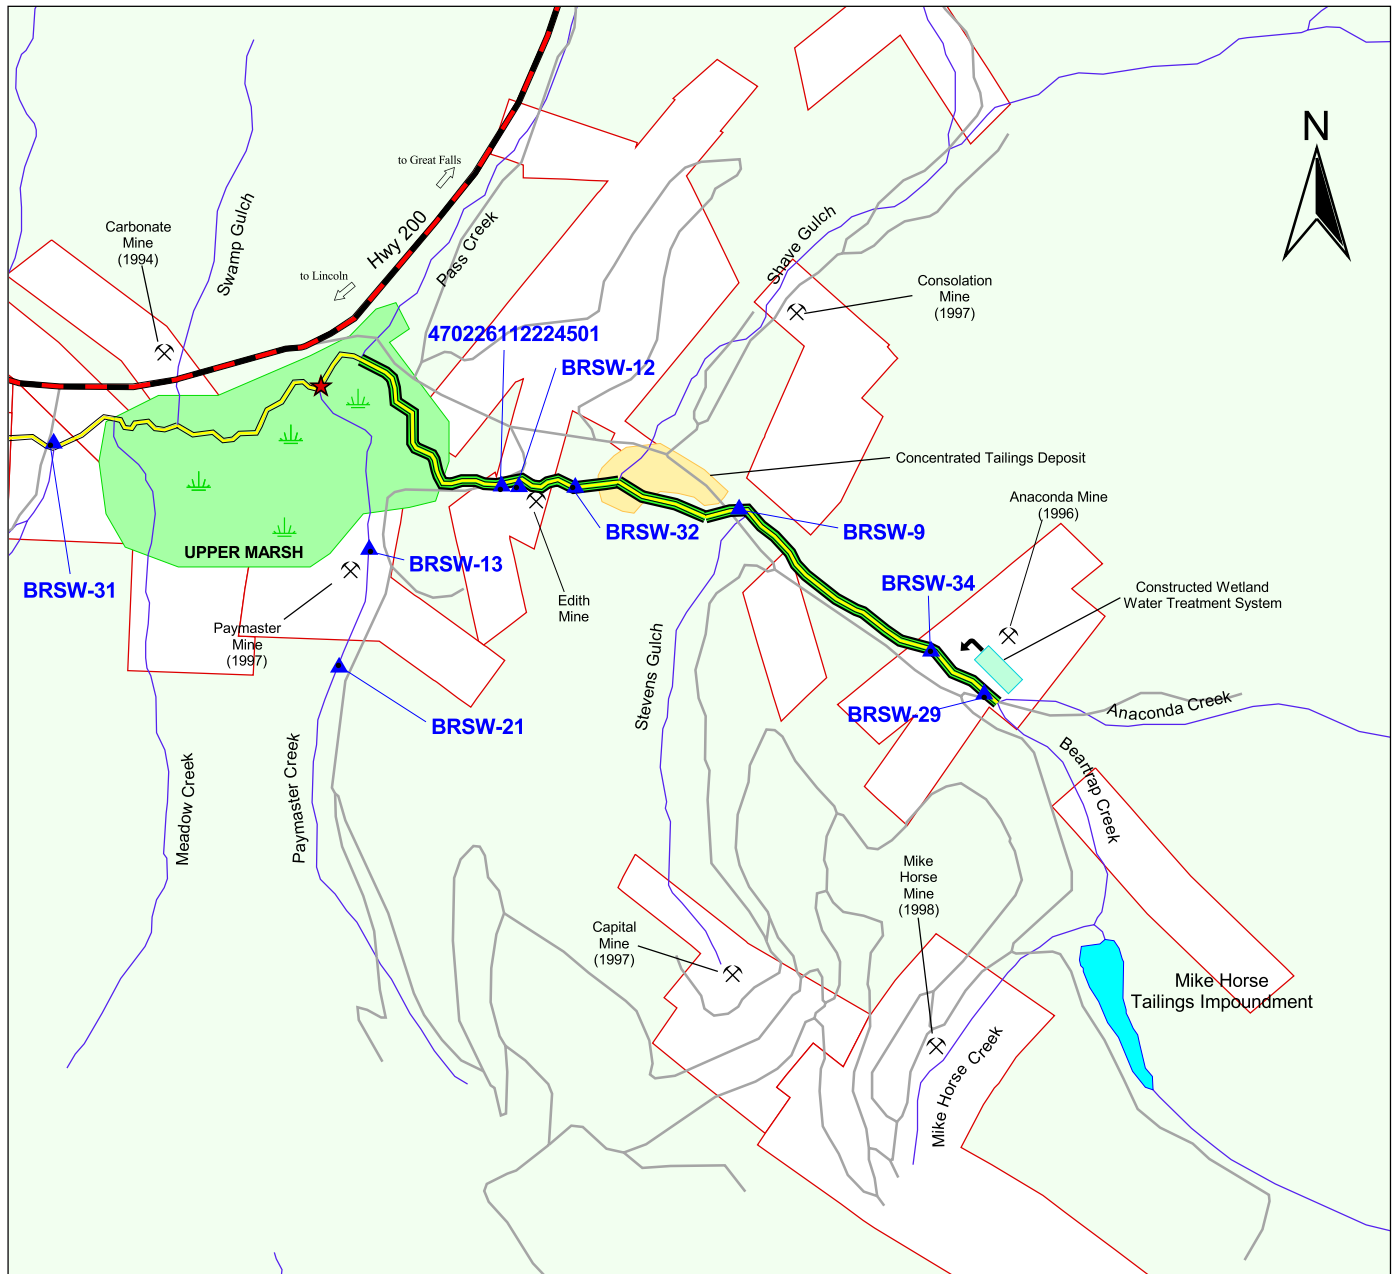 N
to Great Falls
Hwy 200
Pass Creek
Swamp Gulch
Carbonate
Mine
(1994)
to Lincoln
Shave Gulch
Consolation
Mine
(1997)
470226112224501
BRSW-12
Concentrated Tailings Deposit
Anaconda Mine
(1996)
BRSW-32
BRSW-9
UPPER MARSH
BRSW-13
BRSW-31
BRSW-34
Constructed Wetland
Water Treatment System
Edith
Mine
Paymaster
Mine
(1997)
Stevens Gulch
BRSW-21
BRSW-29
Anaconda Creek
Beartrap Creek
Meadow Creek
Paymaster Creek
Mike
Horse
Mine
(1998)
Capital
Mine
(1997)
Mike Horse
Tailings Impoundment
Mike Horse Creek